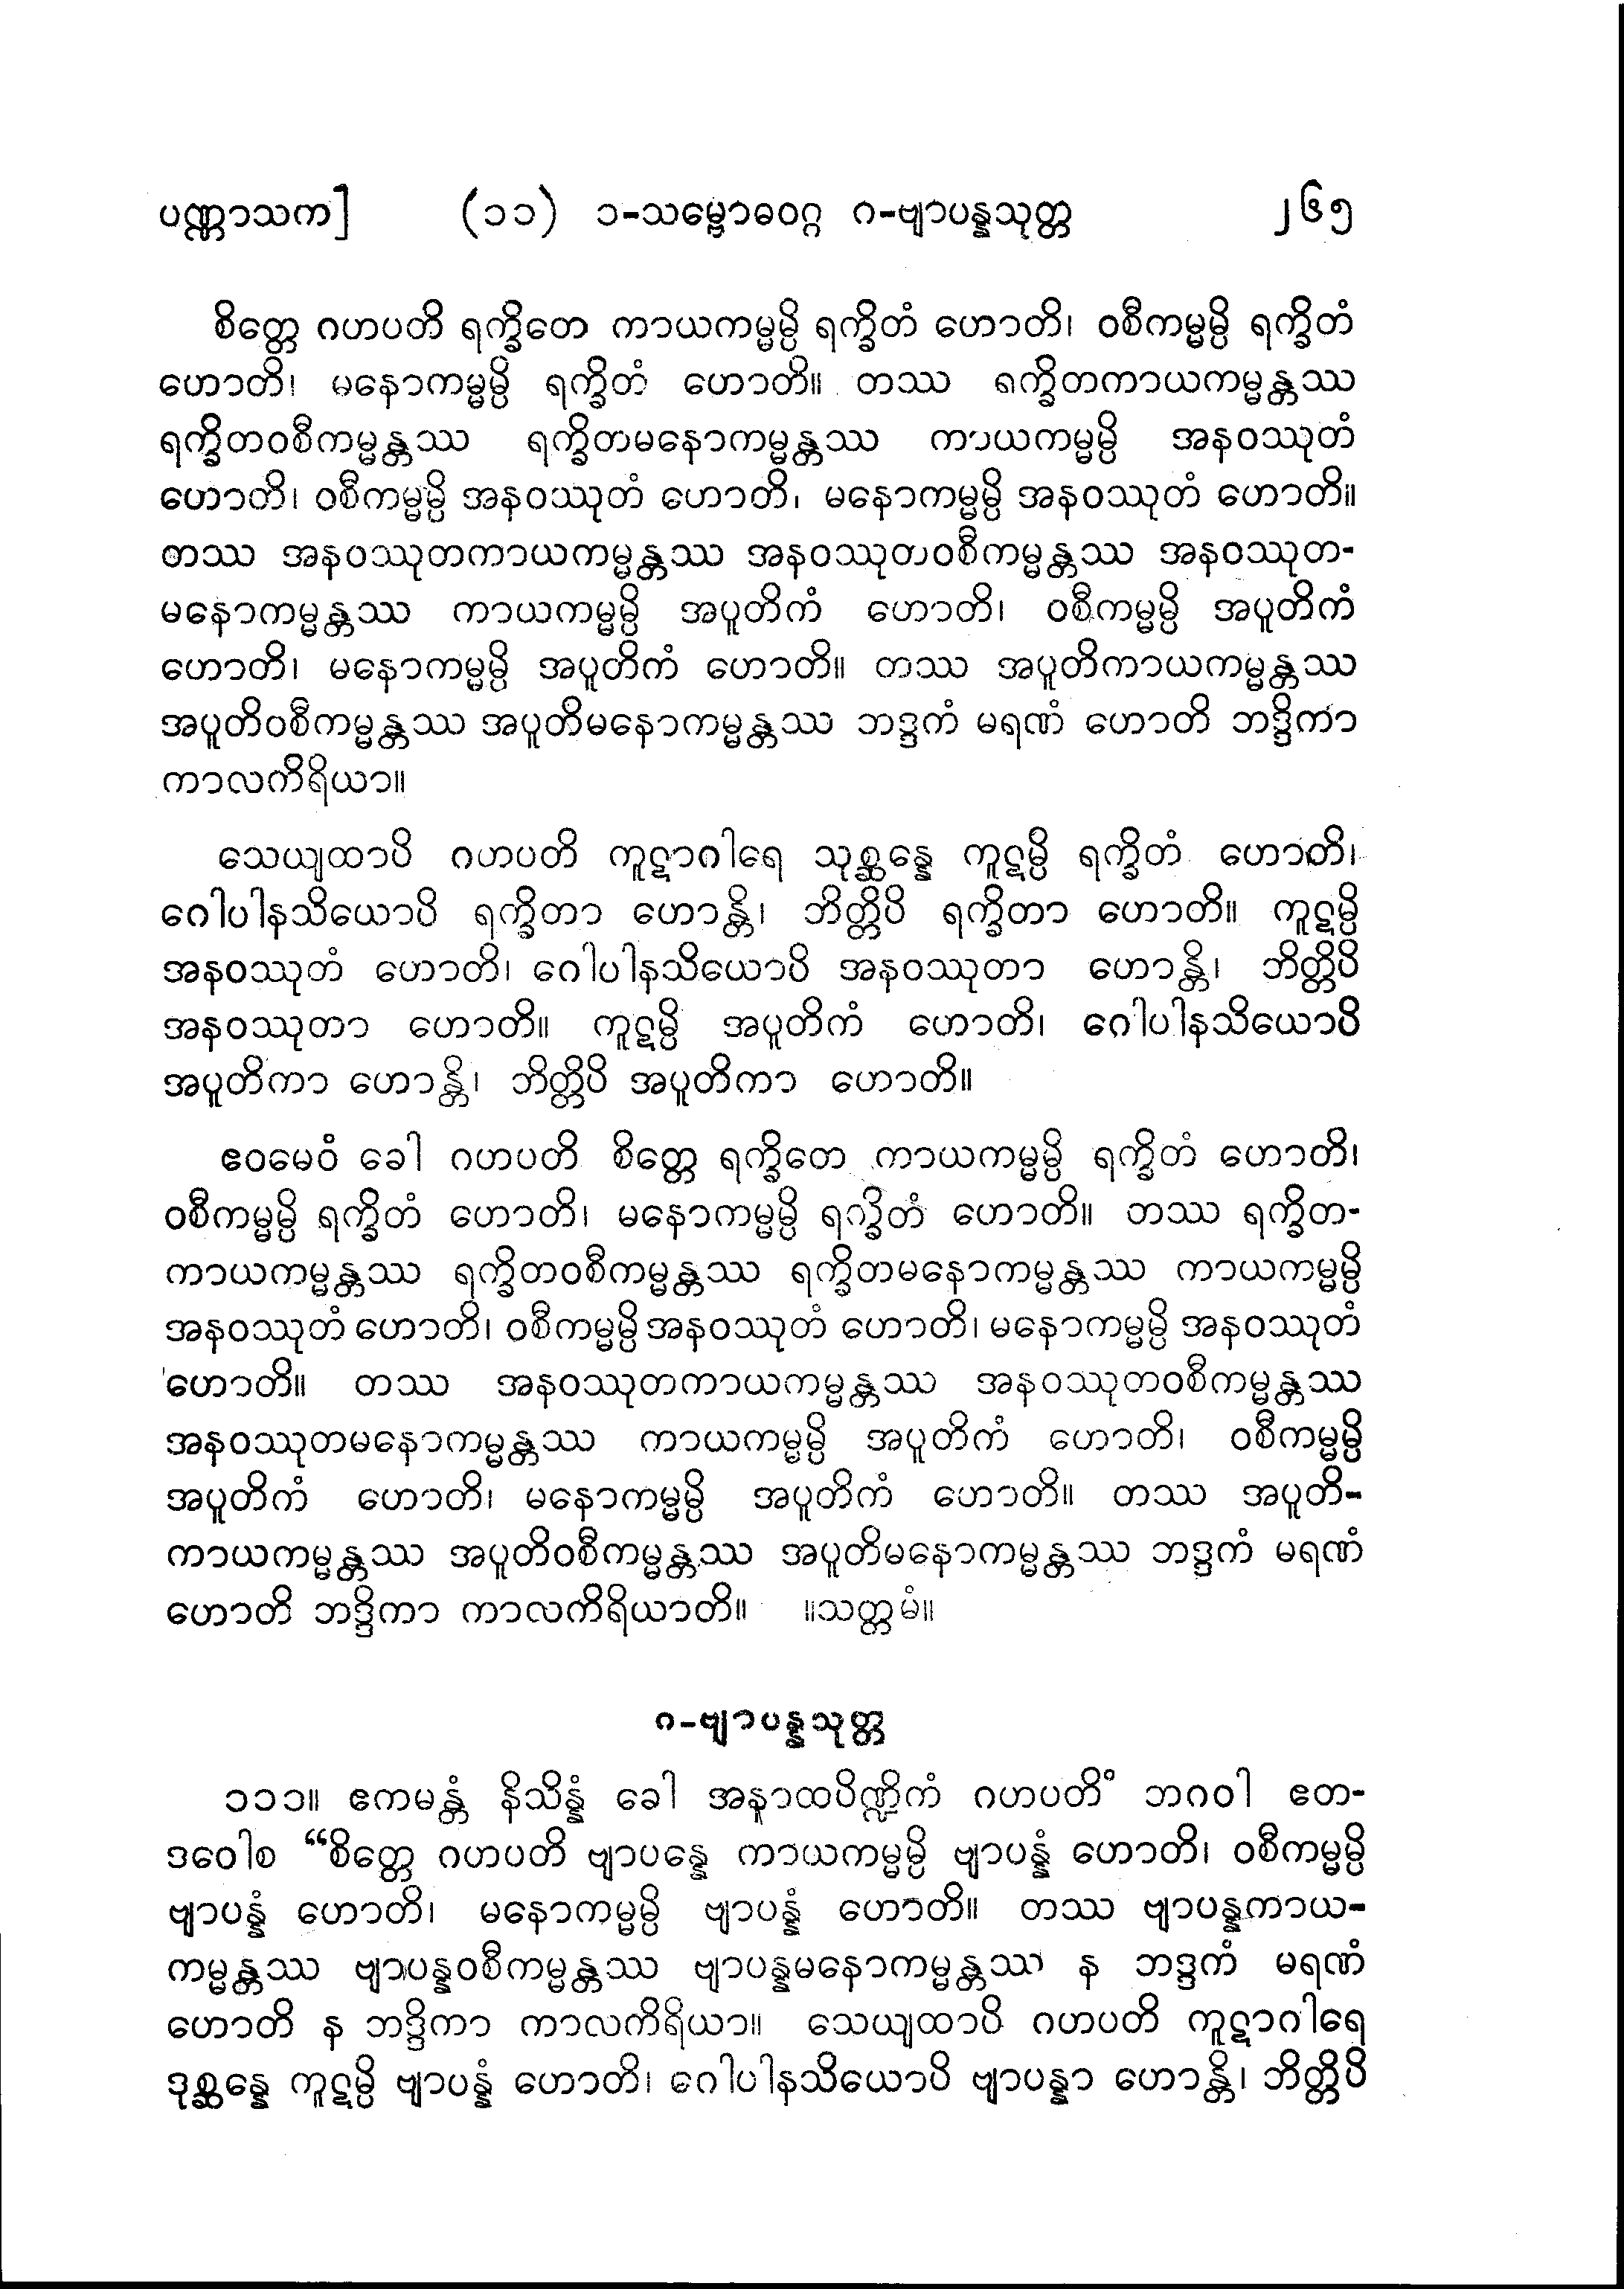 ပဏ္ဏာသက] (၁၁) ၁-သမ္ဗောဓဝဂ္ဂ ဂ-ဗျာပန္နသုတ္တ ၂၆၅
စိတ္တေ ဂဟပတိ ရက္ခိတေ ကာယကမ္မမ္ပိ ရက္ခိတံ ဟောတိ၊ ဝစီကမ္မမ္ပိ ရက္ခိတံ
ဟောတိ၊ မနောကမ္မမ္ပိ ရက္ခိတံ ဟောတိ။ တဿ ရက္ခိတကာယကမ္မန္တဿ
ရက္ခိတဝစီကမ္မန္တဿ ရက္ခိတမနောကမ္မန္တဿ ကာယကမ္မမ္ပိ အနဝဿုတံ
ဟောတိ၊ ဝစီကမ္မမ္ပိ အနဝဿုတံ ဟောတိ၊ မနောကမ္မမ္ပိ အနဝဿုတံ ဟောတိ။
တဿ အနဝဿုတကာယကမ္မန္တဿ အနဝဿုတဝစီကမ္မန္တဿ အနဝဿုတ-
မနောကမ္မန္တဿ ကာယကမ္မမ္ပိ အပူတိကံ ဟောတိ၊ ဝစီကမ္မမ္ပိ အပူတိကံ
ဟောတိ၊ မနောကမ္မမ္ပိ အပူတိကံ ဟောတိ။ တဿ အပူတိကာယကမ္မန္တဿ
အပူတိဝစီကမ္မန္တဿ အပူတိမနောကမ္မန္တဿ ဘဒ္ဒကံ မရဏံ ဟောတိ ဘဒ္ဒိကာ
ကာလကိရိယာ။
သေယျထာပိ ဂဟပတိ ကူဋာဂါရေ သုစ္ဆန္နေ ကူဋမ္ပိ ရက္ခိတံ ဟောတိ၊
ဂေါပါနသိယောပိ ရက္ခိတာ ဟောန္တိ၊ ဘိတ္တိပိ ရက္ခိတာ ဟောတိ။ ကူဋမ္ပိ
အနဝဿုတံ ဟောတိ၊ ဂေါပါနသိယောပိ အနဝဿုတာ ဟောန္တိ၊ ဘိတ္တိပိ
အနဝဿုတာ ဟောတိ။ ကူဋမ္ပိ အပူတိကံ ဟောတိ၊ ဂေါပါနသိယောပိ
အပူတိကာ ဟောန္တိ၊ ဘိတ္တိပိ အပူတိကာ ဟောတိ။
ဧဝမေဝံ ခေါ ဂဟပတိ စိတ္တေ ရက္ခိတေ ကာယကမ္မမ္ပိ ရက္ခိတံ ဟောတိ၊
ဝစီကမ္မမ္ပိ ရက္ခိတံ ဟောတိ၊ မနောကမ္မမ္ပိ ရက္ခိတံ ဟောတိ။ တဿ ရက္ခိတ-
ကာယကမ္မန္တဿ ရက္ခိတဝစီကမ္မန္တဿ ရက္ခိတမနောကမ္မန္တဿ ကာယကမ္မမ္ပိ
အနဝဿုတံ ဟောတိ၊ ဝစီကမ္မမ္ပိ အနဝဿုတံ ဟောတိ၊ မနောကမ္မမ္ပိ အနဝဿုတံ
ဟောတိ။ တဿ အနဝဿုတကာယကမ္မန္တဿ အနဝဿုတဝစီကမ္မန္တဿ
အနဝဿုတမနောကမ္မန္တဿ ကာယကမ္မမ္ပိ အပူတိကံ ဟောတိ၊ ဝစီကမ္မမ္ပိ
အပူတိကံ ဟောတိ၊ မနောကမ္မမ္ပိ အပူတိကံ ဟောတိ။ တဿ အပူတိ-
ကာယကမ္မန္တဿ အပူတိဝစီကမ္မန္တဿ အပူတိမနောကမ္မန္တဿ ဘဒ္ဒကံ မရဏံ
ဟောတိ ဘဒ္ဒိကာ ကာလကိရိယာတိ။ ။သတ္တမံ။
ဂ-ဗျာပန္နသုတ္တ
၁၁၁။ ဧကမန္တံ နိသိန္နံ ခေါ အနာထပိဏ္ဍိကံ ဂဟပတိံ ဘဂဝါ ဧတ-
ဒဝေါစ “စိတ္တေ ဂဟပတိ ဗျာပန္နေ ကာယကမ္မမ္ပိ ဗျာပန္နံ ဟောတိ၊ ဝစီကမ္မမ္ပိ
ဗျာပန္နံ ဟောတိ၊ မနောကမ္မမ္ပိ ဗျာပန္နံ ဟောတိ။ တဿ ဗျာပန္နကာယ-
ကမ္မန္တဿ ဗျာပန္နဝစီကမ္မန္တဿ ဗျာပန္နမနောကမ္မန္တဿ န ဘဒ္ဒကံ မရဏံ
ဟောတိ န ဘဒ္ဒိကာ ကာလကိရိယာ။ သေယျထာပိ ဂဟပတိ ကူဋာဂါရေ
ဒုစ္ဆန္နေ ကူဋမ္ပိ ဗျာပန္နံ ဟောတိ၊ ဂေါပါနသိယောပိ ဗျာပန္နာ ဟောန္တိ၊ ဘိတ္တိပိ